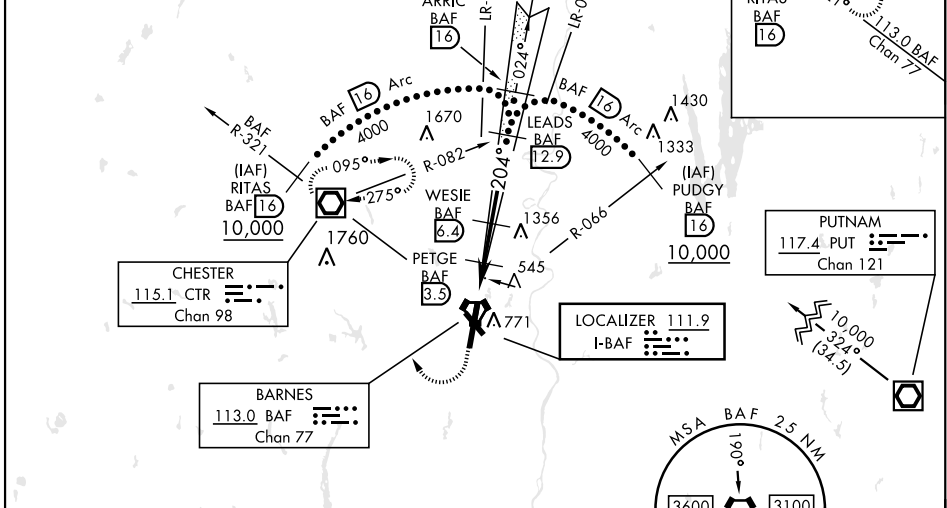 ARRIC
BAF
16
LR-
LR-0
024°
BAF
16
113.0 BAF
Chan 77
BAF 16 Arc
4000
BAF 16 Arc
4000
1670
1430
1333
LEADS
BAF
12.9
BAF
R-321
095°
275°
R-082
204°
(IAF)
RITAS
BAF 16
10,000
WESIE
BAF
6.4
1356
R-066
(IAF)
PUDGY
BAF
16
10,000
1760
PETGE
BAF
3.5
545
771
CHESTER
115.1 CTR
Chan 98
LOCALIZER 111.9
I-BAF
PUTNAM
117.4 PUT
Chan 121
10,000
324°
(34.5)
BARNES
113.0 BAF
Chan 77
MSA BAF 25 NM
190°
3600
3100